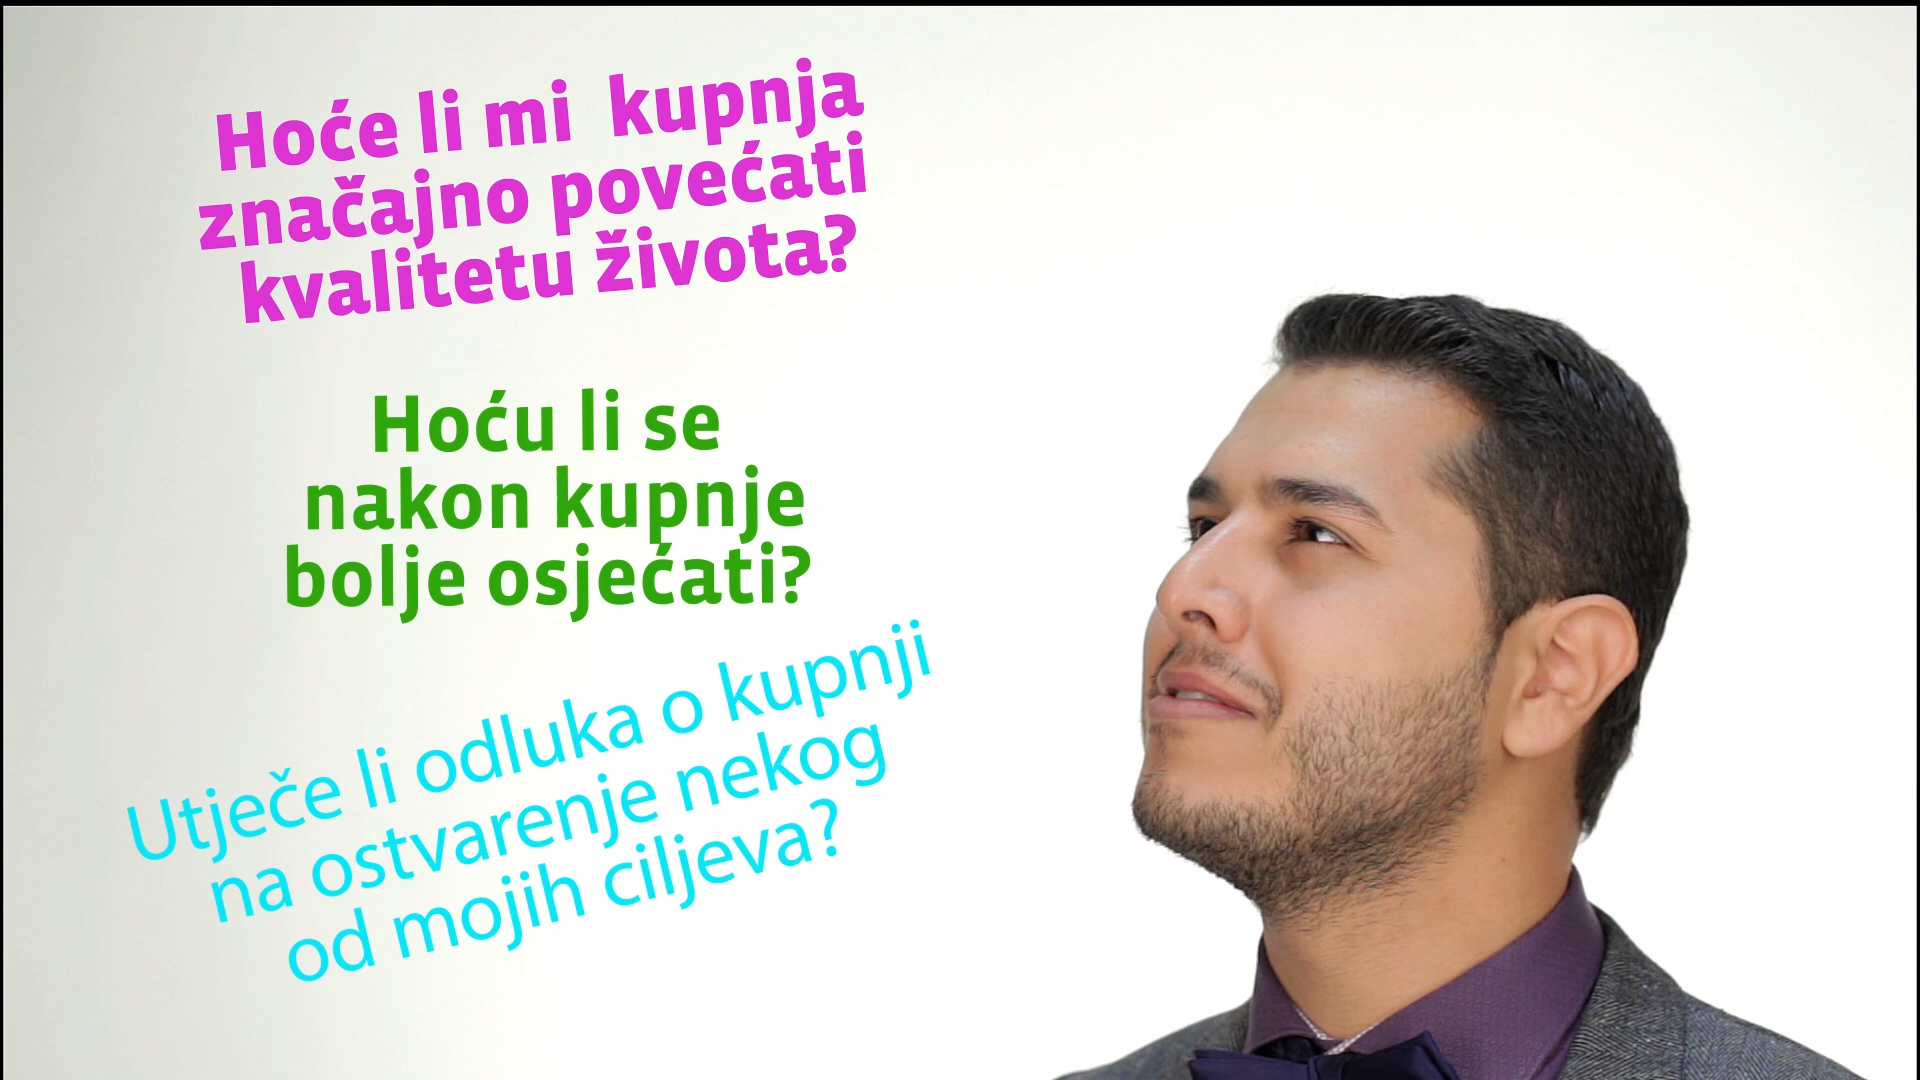 Hoće li mi kupnja
značajno povećati
kvalitetu života?
Hoću li se
nakon kupnje
bolje osjećati?
Utječe li odluka o kupnji
na ostvarenje nekog
od mojih ciljeva?